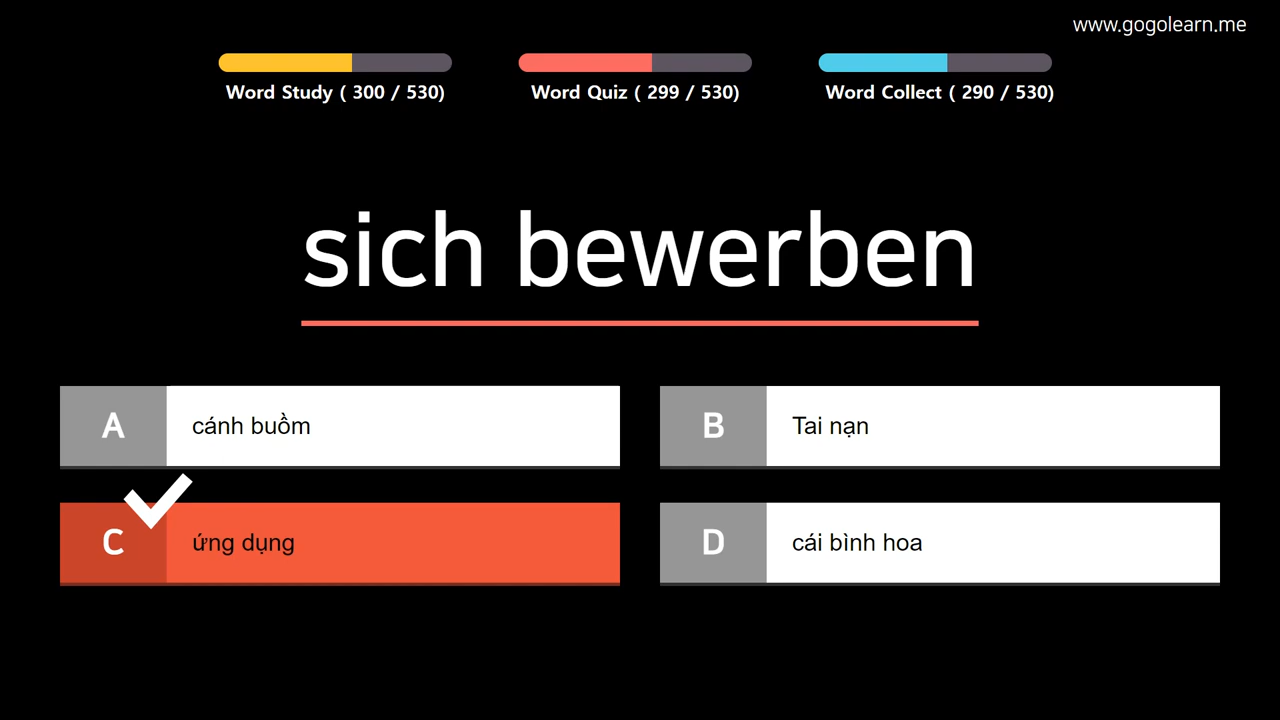 www.gogolearn.me
Word Study ( 300 / 530)
Word Quiz ( 299 / 530)
Word Collect ( 290 / 530)
sich bewerben
A cánh buồm
B Tai nạn
C ứng dụng
D cái bình hoa